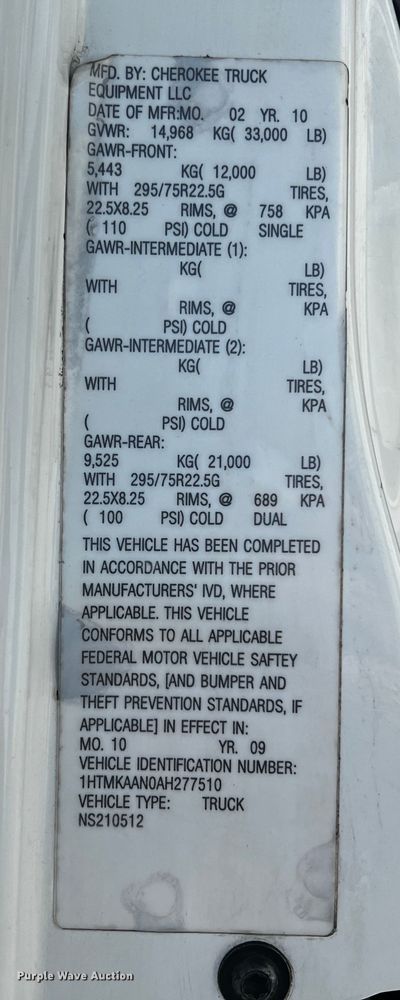 MFD. BY: CHEROKEE TRUCK
EQUIPMENT LLC
DATE OF MFR:MO. 02 YR. 10
GVWR: 14,968 KG( 33,000 LB)
GAWR-FRONT:
5,443 KG( 12,000 LB)
WITH 295/75R22.5G TIRES,
22.5X8.25 RIMS, @ 758 KPA
( 110 PSI) COLD SINGLE
GAWR-INTERMEDIATE (1):
KG( LB)
WITH TIRES,
RIMS, @ KPA
( PSI) COLD
GAWR-INTERMEDIATE (2):
KG( LB)
WITH TIRES,
RIMS, @ KPA
( PSI) COLD
GAWR-REAR:
9,525 KG( 21,000 LB)
WITH 295/75R22.5G TIRES,
22.5X8.25 RIMS, @ 689 KPA
( 100 PSI) COLD DUAL
THIS VEHICLE HAS BEEN COMPLETED
IN ACCORDANCE WITH THE PRIOR
MANUFACTURERS' IVD, WHERE
APPLICABLE. THIS VEHICLE
CONFORMS TO ALL APPLICABLE
FEDERAL MOTOR VEHICLE SAFTEY
STANDARDS, [AND BUMPER AND
THEFT PREVENTION STANDARDS, IF
APPLICABLE] IN EFFECT IN:
MO. 10 YR. 09
VEHICLE IDENTIFICATION NUMBER:
1HTMKAAN0AH277510
VEHICLE TYPE: TRUCK
NS210512
Purple Wave Auction